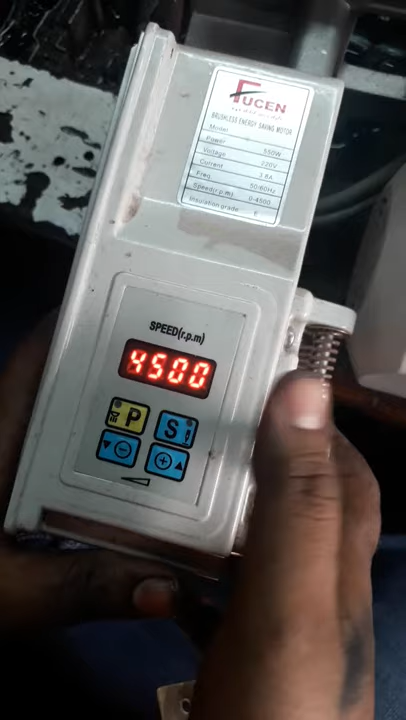 FUCEN
BRUSHLESS ENERGY SAVING MOTOR
Model
Power 550W
Voltage 220V
Current 3.8A
Freq 50/60Hz
Speed(r.p.m) 0-4500
Insulation grade E
SPEED(r.p.m)
4500
P
S